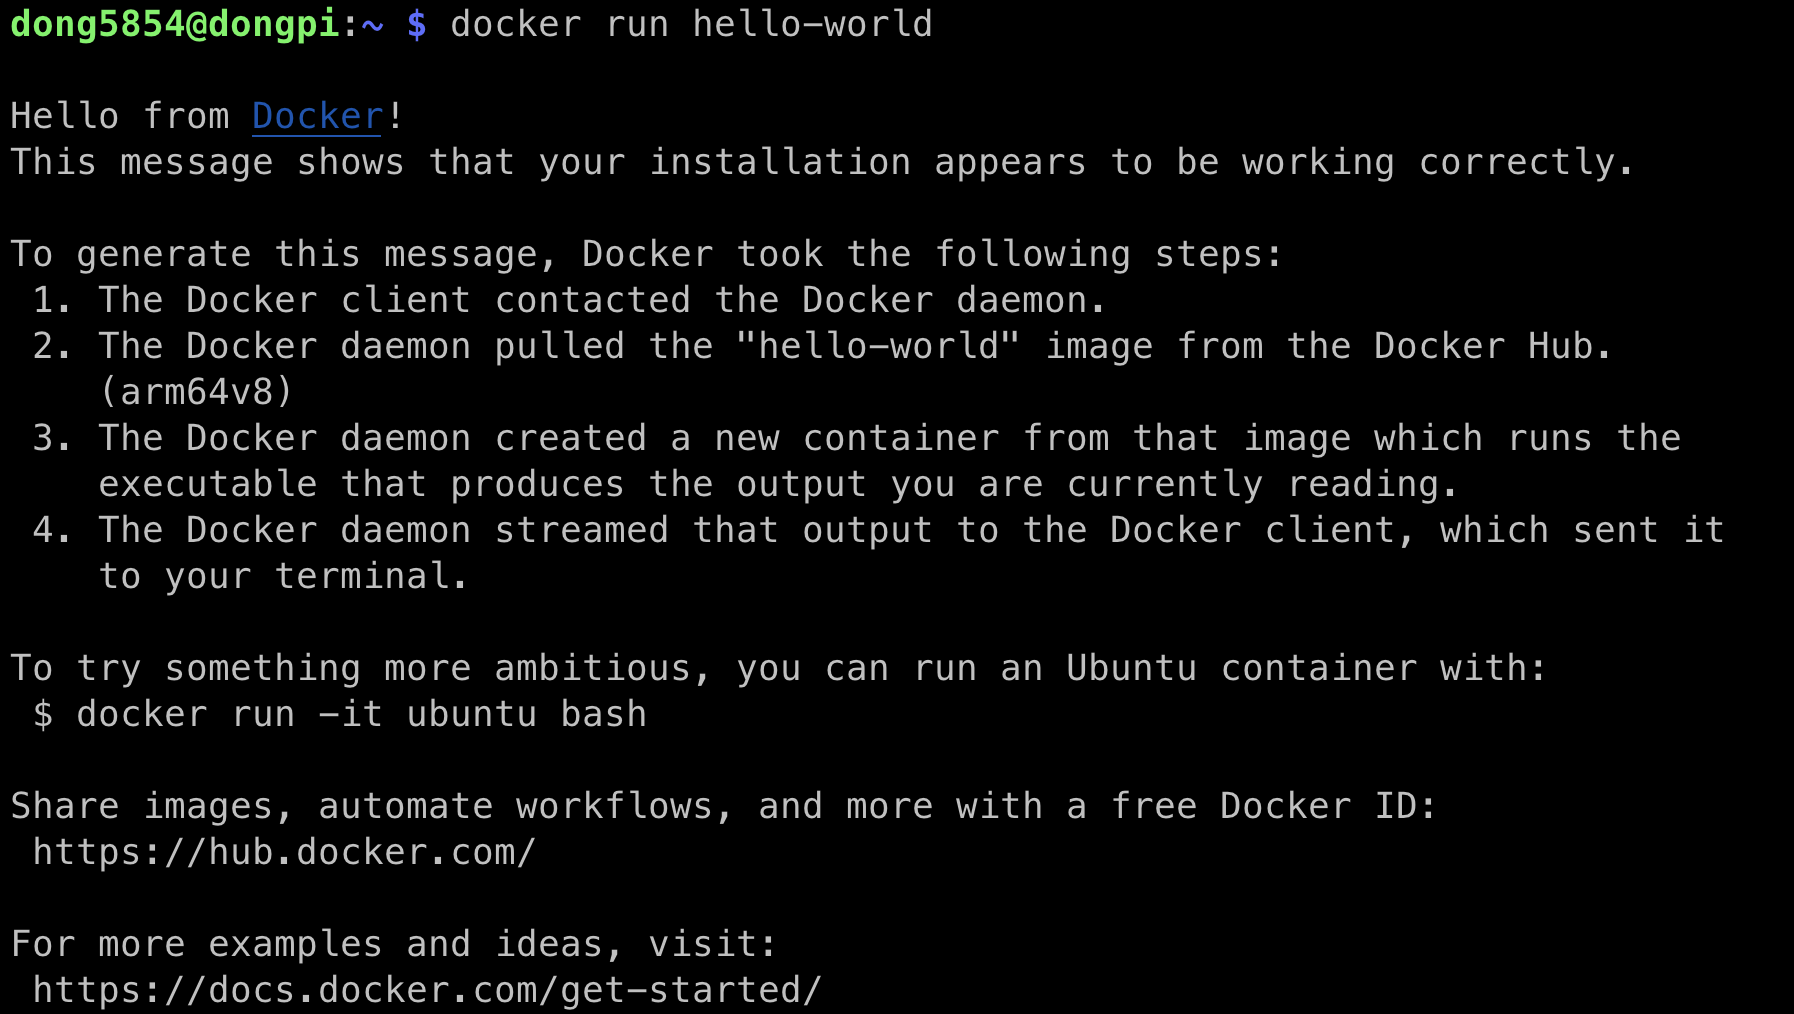 dong5854@dongpi:~ $ docker run hello-world
Hello from Docker!
This message shows that your installation appears to be working correctly.
To generate this message, Docker took the following steps:
1. The Docker client contacted the Docker daemon.
2. The Docker daemon pulled the "hello-world" image from the Docker Hub.
(arm64v8)
3. The Docker daemon created a new container from that image which runs the
executable that produces the output you are currently reading.
4. The Docker daemon streamed that output to the Docker client, which sent it
to your terminal.
To try something more ambitious, you can run an Ubuntu container with:
$ docker run -it ubuntu bash
Share images, automate workflows, and more with a free Docker ID:
https://hub.docker.com/
For more examples and ideas, visit:
https://docs.docker.com/get-started/